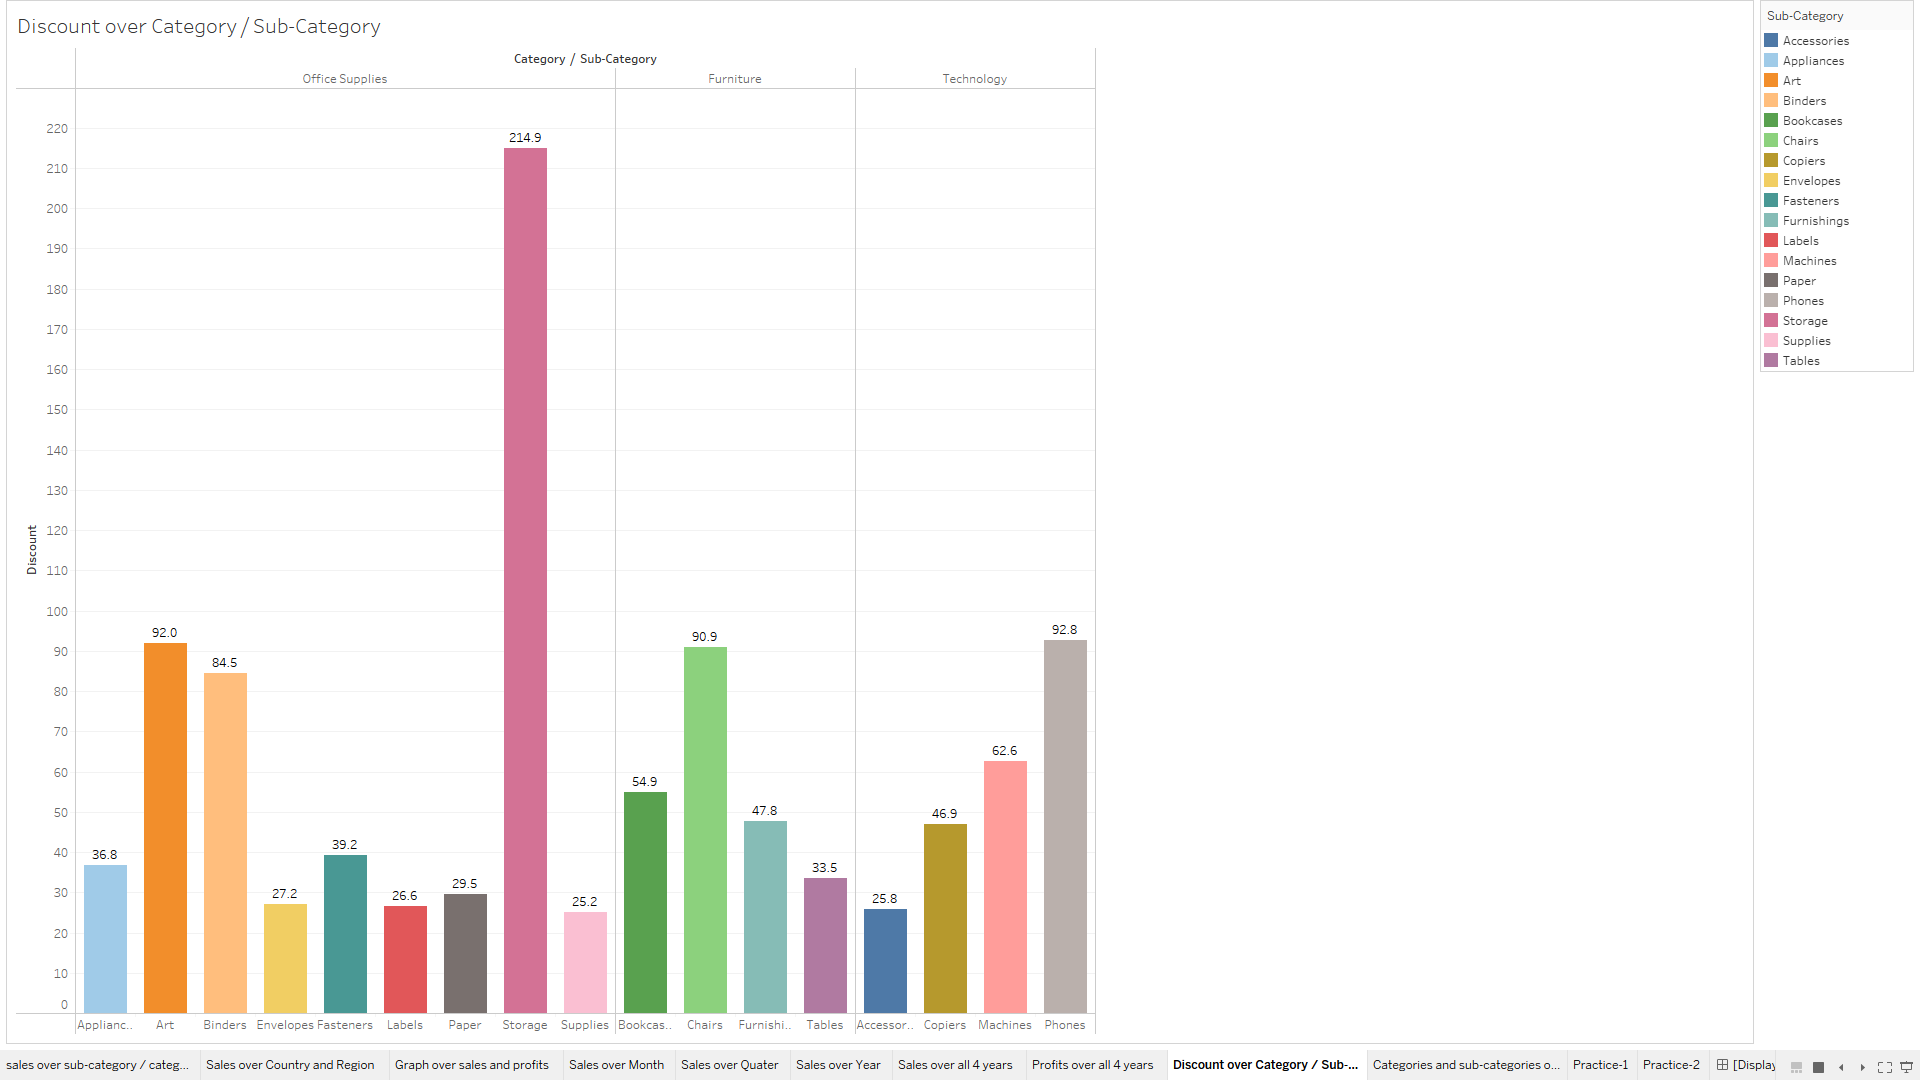 Discount over Category / Sub-Category
Category / Sub-Category
Office Supplies
Furniture
Technology
Discount
220
210
200
190
180
170
160
150
140
130
120
110
100
90
80
70
60
50
40
30
20
10
0
36.8
92.0
84.5
27.2
39.2
26.6
29.5
214.9
25.2
54.9
90.9
47.8
33.5
25.8
46.9
62.6
92.8
Applianc..
Art
Binders
Envelopes
Fasteners
Labels
Paper
Storage
Supplies
Bookcas..
Chairs
Furnishi..
Tables
Accessor..
Copiers
Machines
Phones
Sub-Category
Accessories
Appliances
Art
Binders
Bookcases
Chairs
Copiers
Envelopes
Fasteners
Furnishings
Labels
Machines
Paper
Phones
Storage
Supplies
Tables
sales over sub-category / categ...
Sales over Country and Region
Graph over sales and profits
Sales over Month
Sales over Quater
Sales over Year
Sales over all 4 years
Profits over all 4 years
Discount over Category / Sub-...
Categories and sub-categories o...
Practice-1
Practice-2
[Display